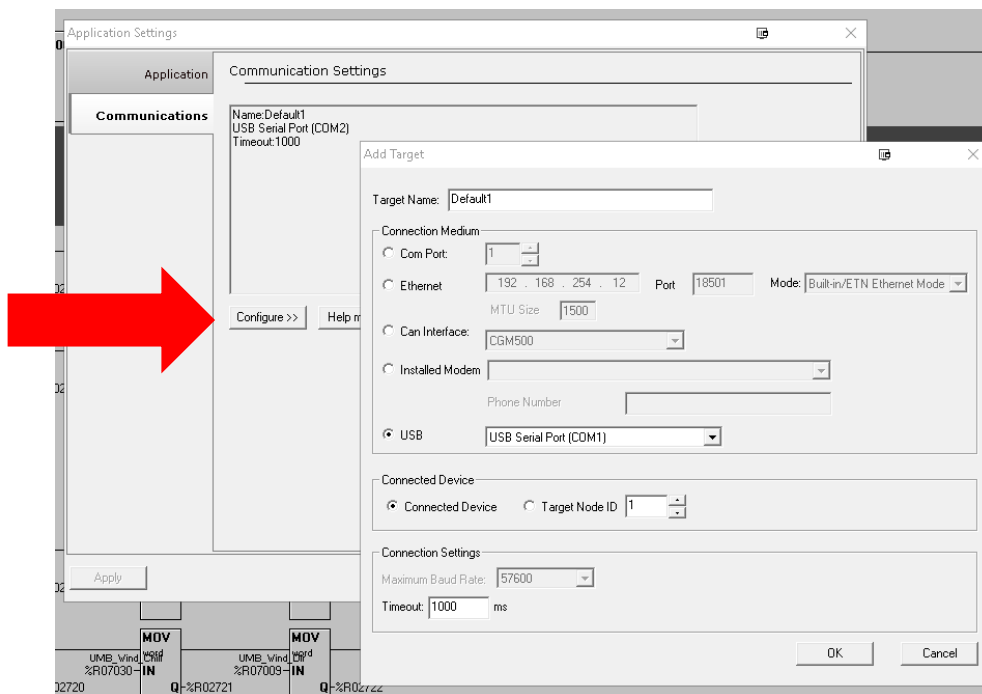 Application Settings
Application
Communications
Communication Settings
Name:Default1
USB Serial Port (COM2)
Timeout:1000
Configure >>
Help m
Apply
Add Target
Target Name: Default1
Connection Medium
Com Port: 1
Ethernet 192 . 168 . 254 . 12 Port 18501 Mode: Built-in/ETN Ethernet Mode
MTU Size 1500
Can Interface: CGM500
Installed Modem
Phone Number
USB USB Serial Port (COM1)
Connected Device
Connected Device Target Node ID 1
Connection Settings
Maximum Baud Rate: 57600
Timeout: 1000 ms
OK Cancel
MOV MOV
word word
UMB_Wind_Chill UMB_Wind_Dir
%R07030 IN %R07009 IN
02720 Q %R02721 Q %R02722